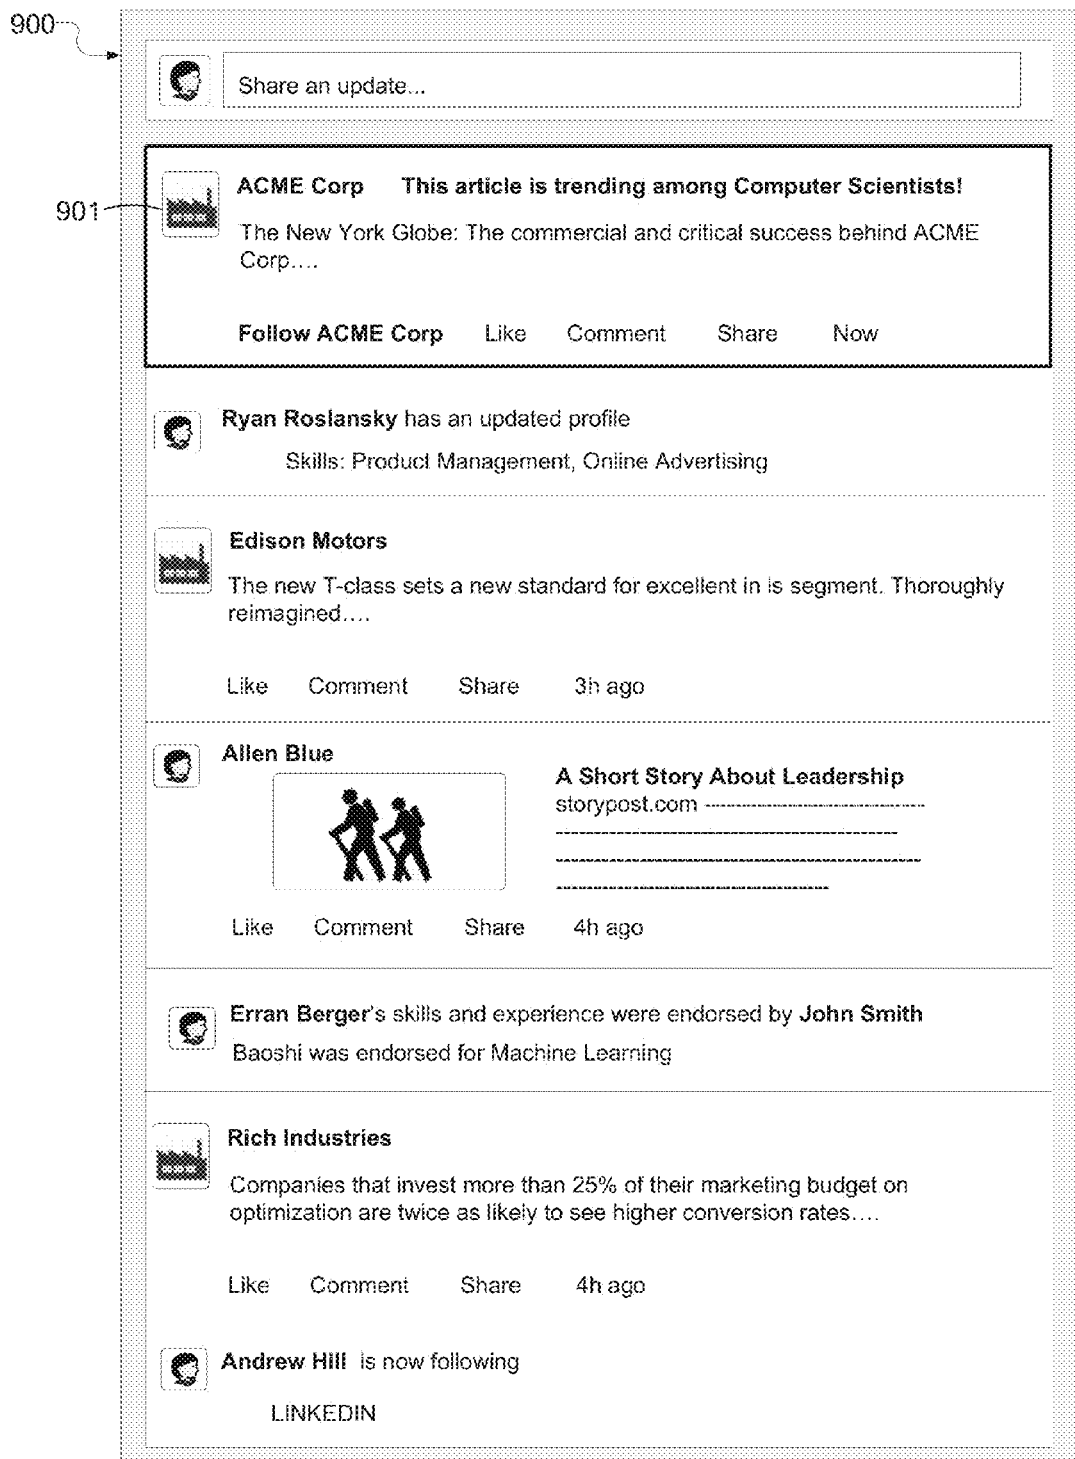 900
Share an update...
ACME Corp This article is trending among Computer Scientists!
901
The New York Globe: The commercial and critical success behind ACME
Corp....
Follow ACME Corp Like Comment Share Now
Ryan Roslansky has an updated profile
Skills: Product Management, Online Advertising
Edison Motors
The new T-class sets a new standard for excellent in is segment. Thoroughly
reimagined....
Like Comment Share 3h ago
Allen Blue
A Short Story About Leadership
storypost.com
Like Comment Share 4h ago
Erran Berger's skills and experience were endorsed by John Smith
Baoshi was endorsed for Machine Learning
Rich Industries
Companies that invest more than 25% of their marketing budget on
optimization are twice as likely to see higher conversion rates....
Like Comment Share 4h ago
Andrew Hill is now following
LINKEDIN